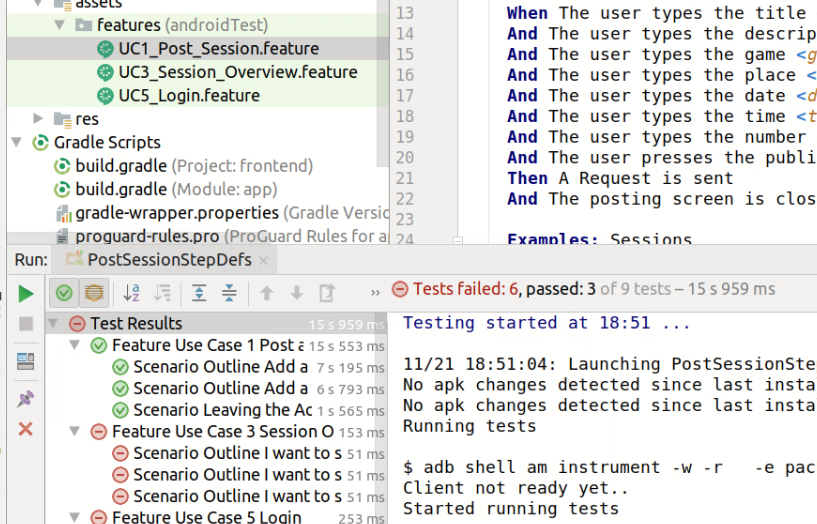 assets
features (androidTest)
UC1_Post_Session.feature
UC3_Session_Overview.feature
UC5_Login.feature
res
Gradle Scripts
build.gradle (Project: frontend)
build.gradle (Module: app)
gradle-wrapper.properties (Gradle Versic
proguard-rules.pro (ProGuard Rules for ap
13 When The user types the title
14 And The user types the descrip
15 And The user types the game <g
16 And The user types the place <
17 And The user types the date <d
18 And The user types the time <t
19 And The user types the number
20 And The user presses the publi
21 Then A Request is sent
22 And The posting screen is clos
23
24 Examples: Sessions
Run: PostSessionStepDefs
Tests failed: 6, passed: 3 of 9 tests – 15 s 959 ms
Test Results 15 s 959 ms
Feature Use Case 1 Post a 15 s 553 ms
Scenario Outline Add a 7 s 195 ms
Scenario Outline Add a 6 s 793 ms
Scenario Leaving the Ac 1 s 565 ms
Feature Use Case 3 Session O 153 ms
Scenario Outline I want to s 51 ms
Scenario Outline I want to s 51 ms
Scenario Outline I want to s 51 ms
Feature Use Case 5 Login 253 ms
Testing started at 18:51 ...
11/21 18:51:04: Launching PostSessionStep
No apk changes detected since last insta
No apk changes detected since last insta
Running tests
$ adb shell am instrument -w -r -e pac
Client not ready yet..
Started running tests